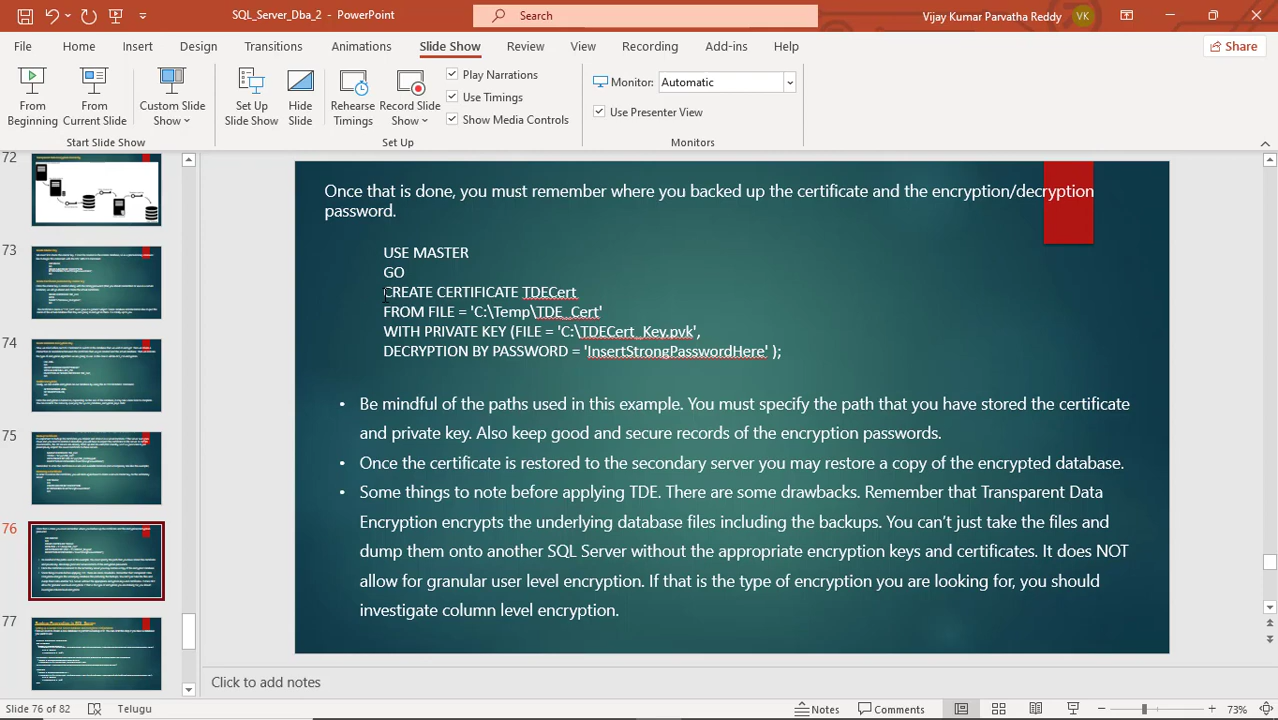 SQL_Server_Dba_2 - PowerPoint
Search
Vijay Kumar Parvatha Reddy
VK
File
Home
Insert
Design
Transitions
Animations
Slide Show
Review
View
Recording
Add-ins
Help
Share
From Beginning
From Current Slide
Custom Slide Show
Set Up Slide Show
Hide Slide
Rehearse Timings
Record Slide Show
Play Narrations
Use Timings
Show Media Controls
Monitor:
Automatic
Use Presenter View
Start Slide Show
Set Up
Monitors
72
73
74
75
76
77
Once that is done, you must remember where you backed up the certificate and the encryption/decryption
password.
USE MASTER
GO
CREATE CERTIFICATE TDECert
FROM FILE = 'C:\Temp\TDE_Cert'
WITH PRIVATE KEY (FILE = 'C:\TDECert_Key.pvk',
DECRYPTION BY PASSWORD = 'InsertStrongPasswordHere' );
• Be mindful of the paths used in this example. You must specify the path that you have stored the certificate
and private key. Also keep good and secure records of the encryption passwords.
• Once the certificate is restored to the secondary server you may restore a copy of the encrypted database.
• Some things to note before applying TDE. There are some drawbacks. Remember that Transparent Data
Encryption encrypts the underlying database files including the backups. You can't just take the files and
dump them onto another SQL Server without the appropriate encryption keys and certificates. It does NOT
allow for granular user level encryption. If that is the type of encryption you are looking for, you should
investigate column level encryption.
Click to add notes
Slide 76 of 82
Telugu
Notes
Comments
73%